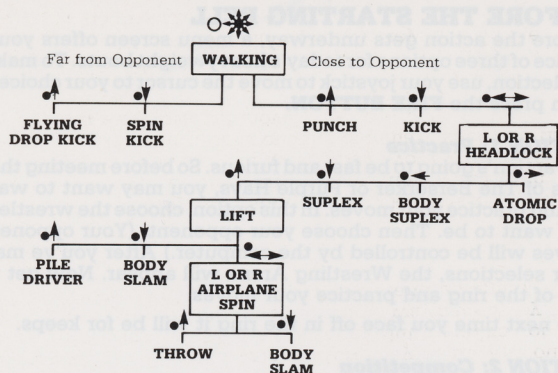 Far from Opponent
WALKING
Close to Opponent
FLYING
DROP KICK
SPIN
KICK
PUNCH
KICK
L OR R
HEADLOCK
LIFT
SUPLEX
BODY
SUPLEX
ATOMIC
DROP
PILE
DRIVER
BODY
SLAM
L OR R
AIRPLANE
SPIN
THROW
BODY
SLAM